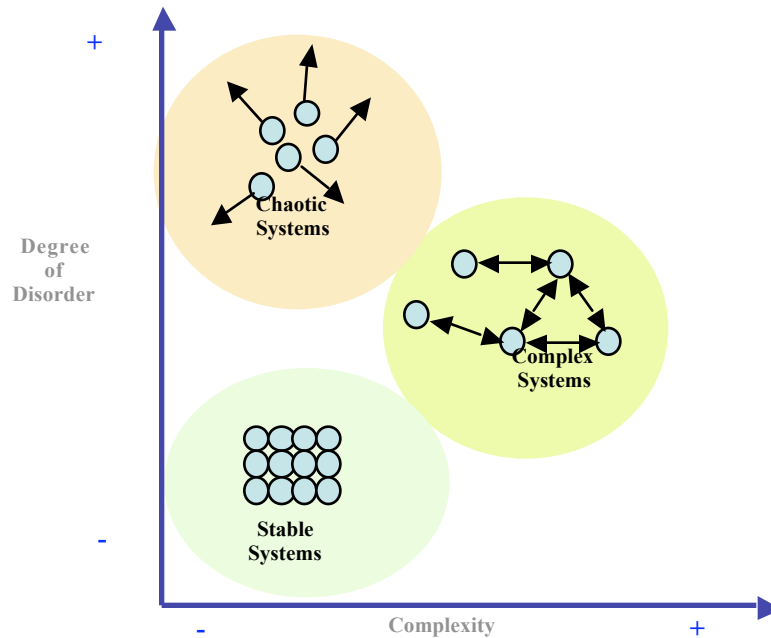 +
Chaotic
Systems
Degree
of
Disorder
Complex
Systems
Stable
Systems
-
-
Complexity
+